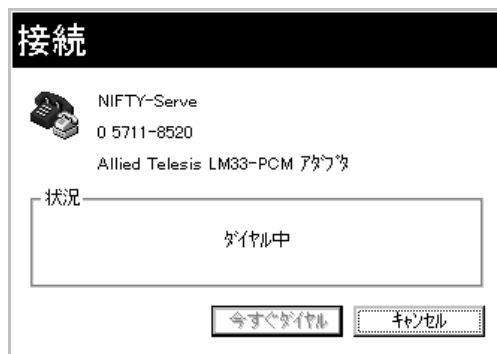 接続
NIFTY-Serve
0 5711-8520
Allied Telesis LM33-PCM ｱﾀﾞﾌﾟﾀ
状況
ﾀﾞｲﾔﾙ中
今すぐﾀﾞｲﾔﾙ
ｷｬﾝｾﾙ